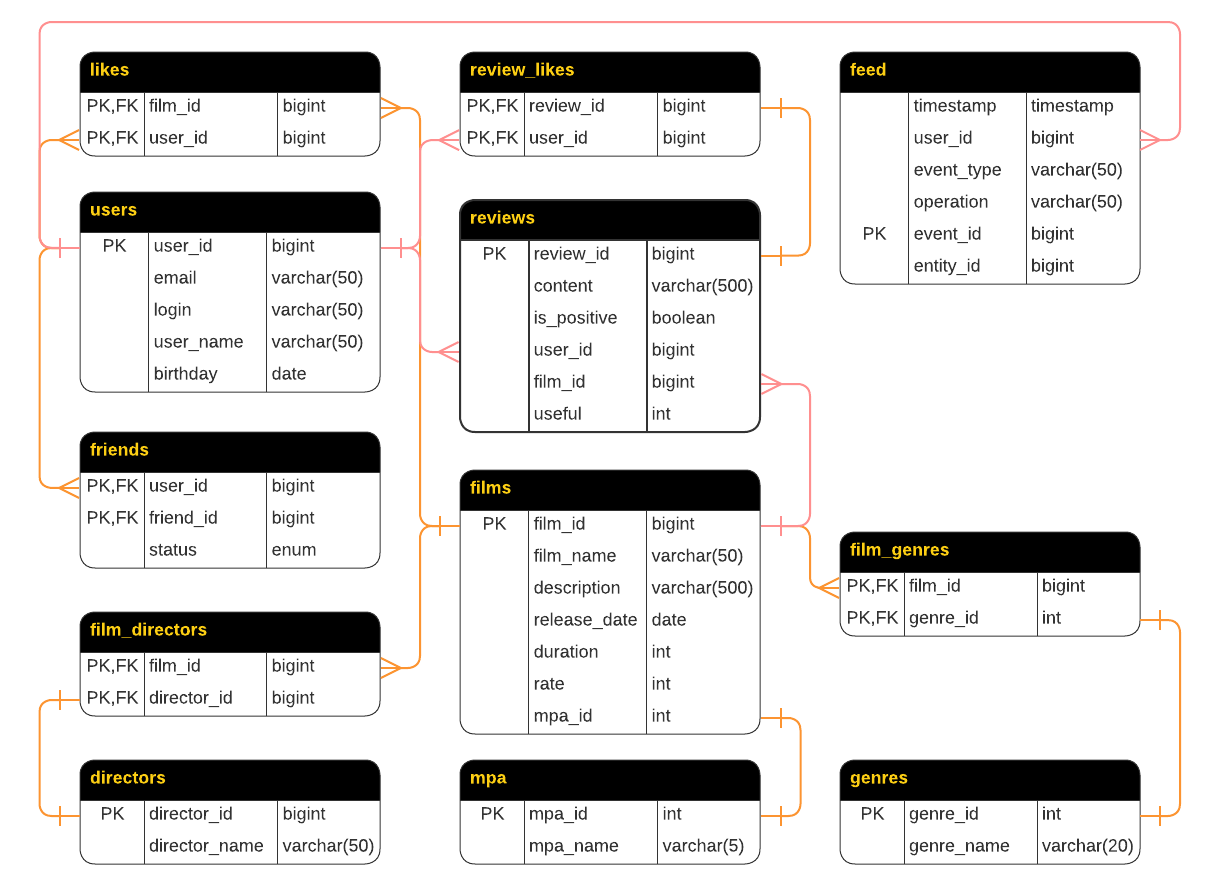 likes
PK,FK film_id bigint
PK,FK user_id bigint
users
PK user_id bigint
email varchar(50)
login varchar(50)
user_name varchar(50)
birthday date
friends
PK,FK user_id bigint
PK,FK friend_id bigint
status enum
film_directors
PK,FK film_id bigint
PK,FK director_id bigint
directors
PK director_id bigint
director_name varchar(50)
review_likes
PK,FK review_id bigint
PK,FK user_id bigint
reviews
PK review_id bigint
content varchar(500)
is_positive boolean
user_id bigint
film_id bigint
useful int
films
PK film_id bigint
film_name varchar(50)
description varchar(500)
release_date date
duration int
rate int
mpa_id int
mpa
PK mpa_id int
mpa_name varchar(5)
feed
timestamp timestamp
user_id bigint
event_type varchar(50)
operation varchar(50)
PK event_id bigint
entity_id bigint
film_genres
PK,FK film_id bigint
PK,FK genre_id int
genres
PK genre_id int
genre_name varchar(20)